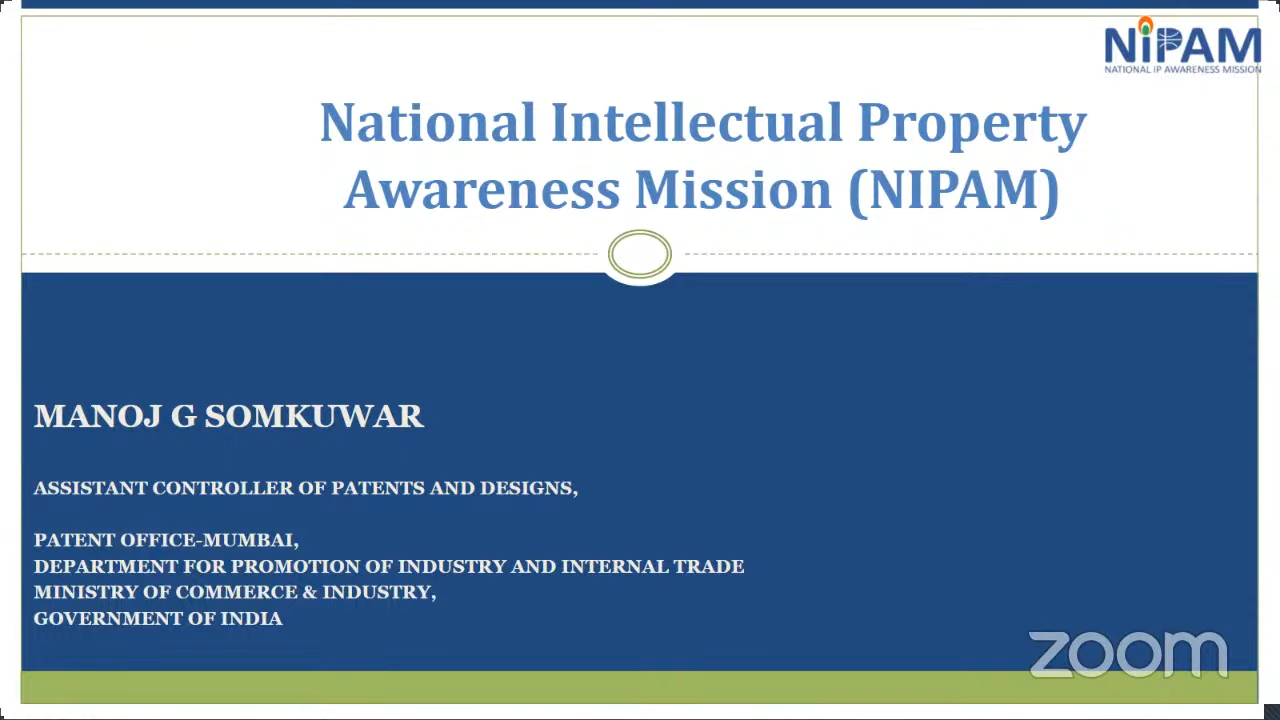 NiPAM
NATIONAL IP AWARENESS MISSION
National Intellectual Property
Awareness Mission (NIPAM)
MANOJ G SOMKUWAR
ASSISTANT CONTROLLER OF PATENTS AND DESIGNS,
PATENT OFFICE-MUMBAI,
DEPARTMENT FOR PROMOTION OF INDUSTRY AND INTERNAL TRADE
MINISTRY OF COMMERCE & INDUSTRY,
GOVERNMENT OF INDIA
zoom